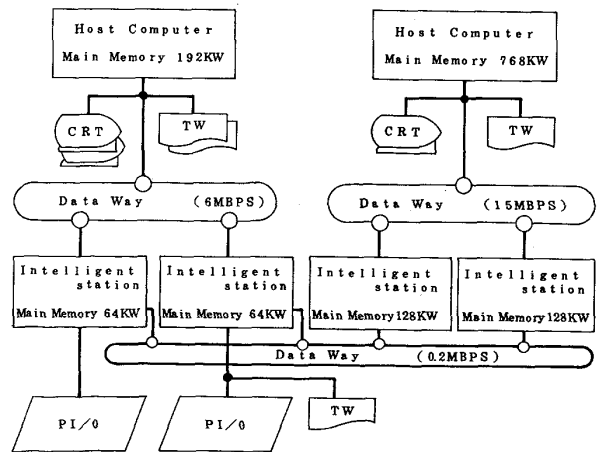 Host Computer
Main Memory 192KW
Host Computer
Main Memory 768KW
CRT
TW
CRT
TW
Data Way (6MBPS)
Data Way (15MBPS)
Intelligent
station
Main Memory 64KW
Intelligent
station
Main Memory 64KW
Intelligent
station
Main Memory 128KW
Intelligent
station
Main Memory 128KW
Data Way (0.2MBPS)
PI/O
PI/O
TW